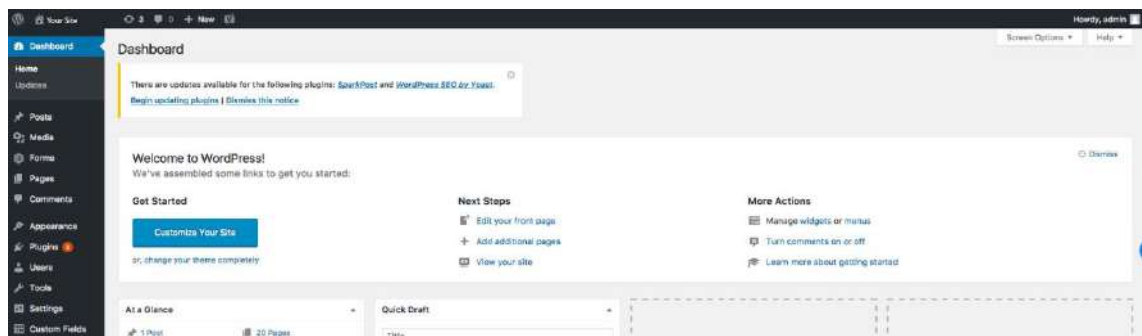 Your Site 3 0 + New Howdy, admin
Screen Options Help
Dashboard
Home
Updates
Posts
Media
Forms
Pages
Comments
Appearance
Plugins
Users
Tools
Settings
Custom Fields
Dashboard
There are updates available for the following plugins: SparkPost and WordPress SEO by Yoast.
Begin updating plugins | Dismiss this notice
Welcome to WordPress!
Dismiss
We've assembled some links to get you started:
Get Started
Customize Your Site
or, change your theme completely
Next Steps
Edit your front page
Add additional pages
View your site
More Actions
Manage widgets or menus
Turn comments on or off
Learn more about getting started
At a Glance
1 Post 20 Pages
Quick Draft
Title